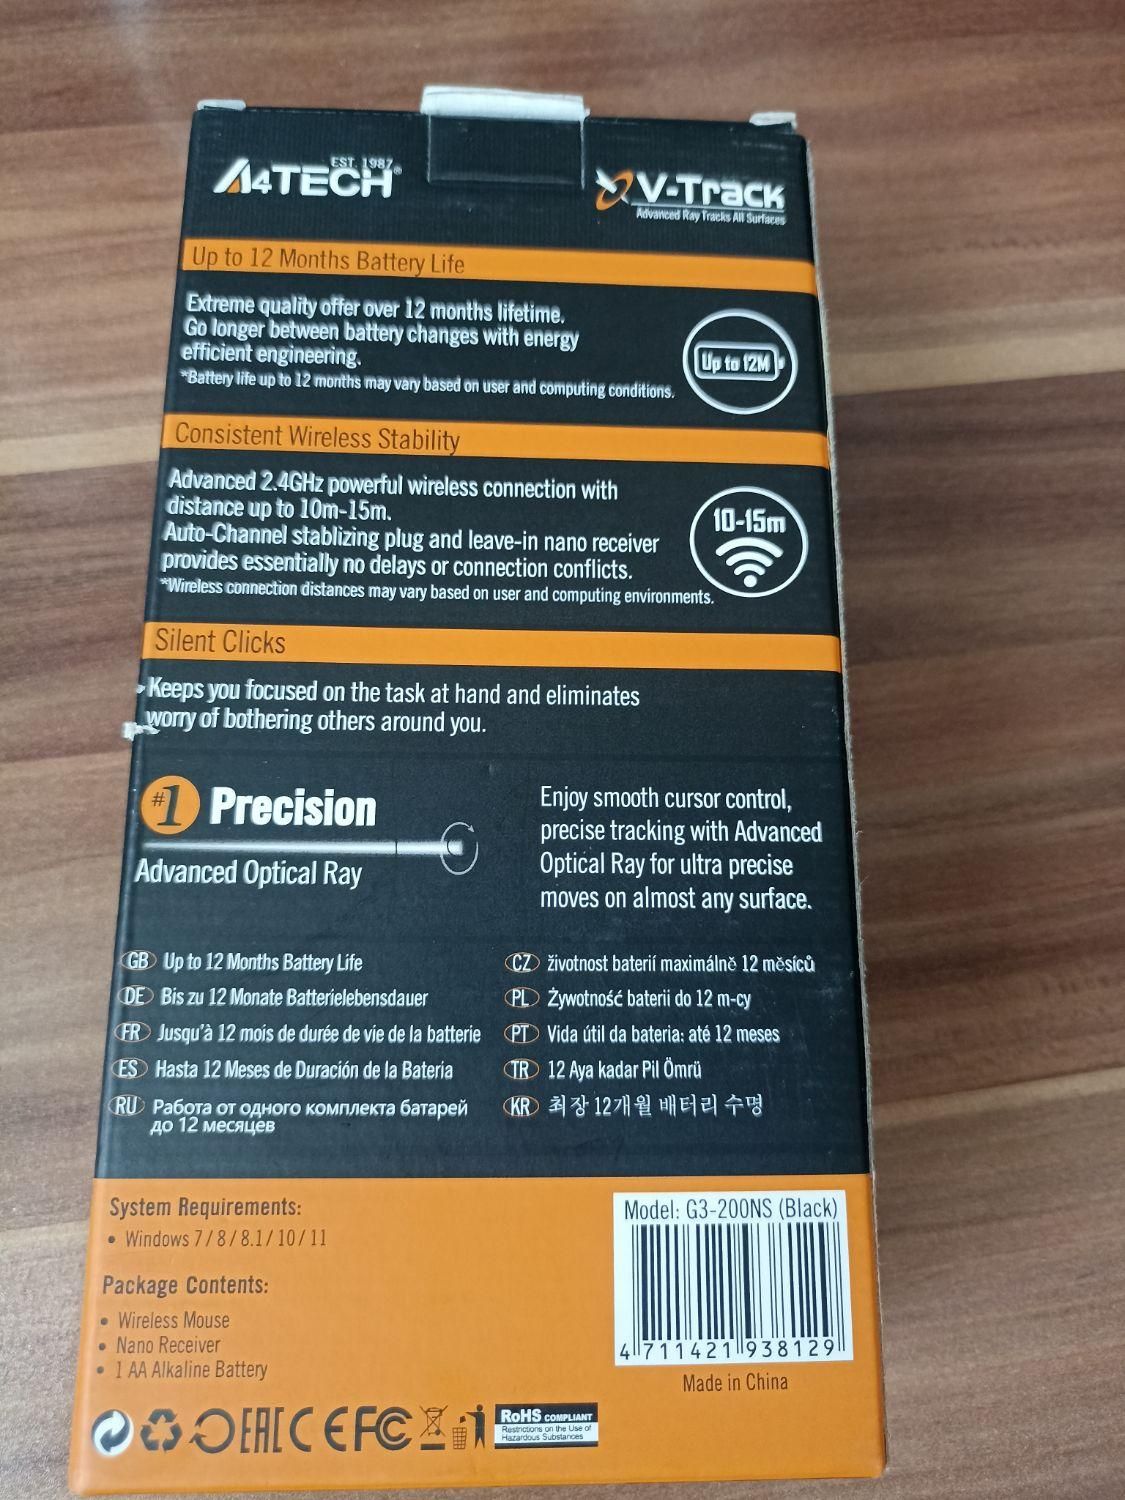 A4TECH®
EST. 1987
V-Track
Advanced Ray Tracks All Surfaces
Up to 12 Months Battery Life
Extreme quality offer over 12 months lifetime.
Go longer between battery changes with energy
efficient engineering.
*Battery life up to 12 months may vary based on user and computing conditions.
Up to 12M
Consistent Wireless Stability
Advanced 2.4GHz powerful wireless connection with
distance up to 10m-15m.
Auto-Channel stablizing plug and leave-in nano receiver
provides essentially no delays or connection conflicts.
*Wireless connection distances may vary based on user and computing environments.
10-15m
Silent Clicks
Keeps you focused on the task at hand and eliminates
worry of bothering others around you.
#1 Precision
Advanced Optical Ray
Enjoy smooth cursor control,
precise tracking with Advanced
Optical Ray for ultra precise
moves on almost any surface.
GB Up to 12 Months Battery Life
DE Bis zu 12 Monate Batterielebensdauer
FR Jusqu'à 12 mois de durée de vie de la batterie
ES Hasta 12 Meses de Duración de la Batería
RU Работа от одного комплекта батарей
до 12 месяцев
CZ životnost baterií maximálně 12 měsíců
PL Żywotność baterii do 12 m-cy
PT Vida útil da bateria: até 12 meses
TR 12 Aya kadar Pil Ömrü
KR 최장 12개월 배터리 수명
System Requirements:
• Windows 7/8/8.1/10/11
Package Contents:
• Wireless Mouse
• Nano Receiver
• 1 AA Alkaline Battery
Model: G3-200NS (Black)
4 711421 938129
Made in China
EAC CE FC
RoHS COMPLIANT
Restrictions on the Use of
Hazardous Substances